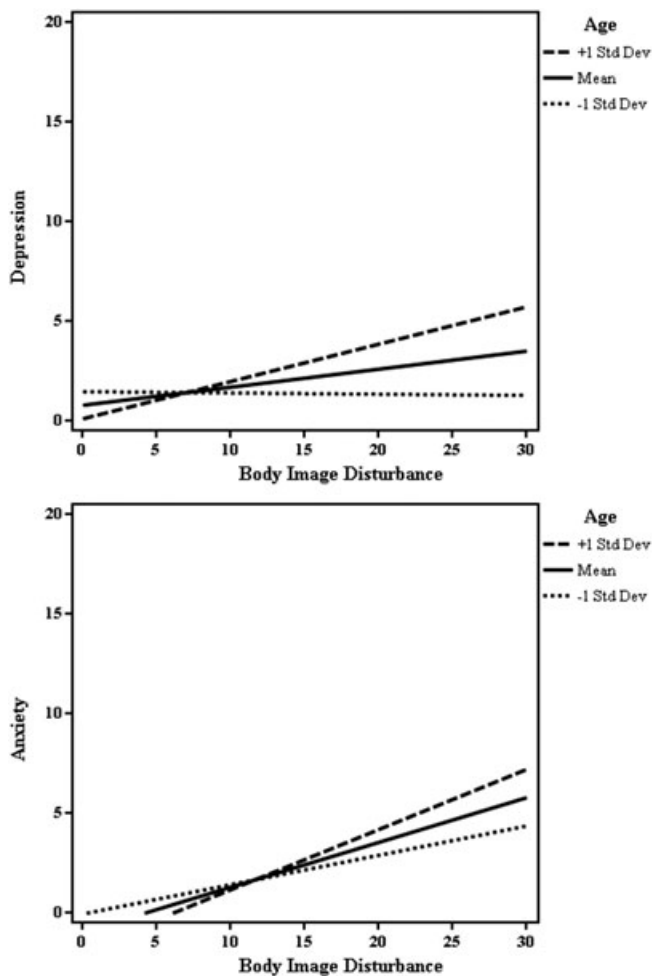 20
15
10
5
0
Depression
0 5 10 15 20 25 30
Body Image Disturbance
Age
+1 Std Dev
Mean
-1 Std Dev
20
15
10
5
0
Anxiety
0 5 10 15 20 25 30
Body Image Disturbance
Age
+1 Std Dev
Mean
-1 Std Dev